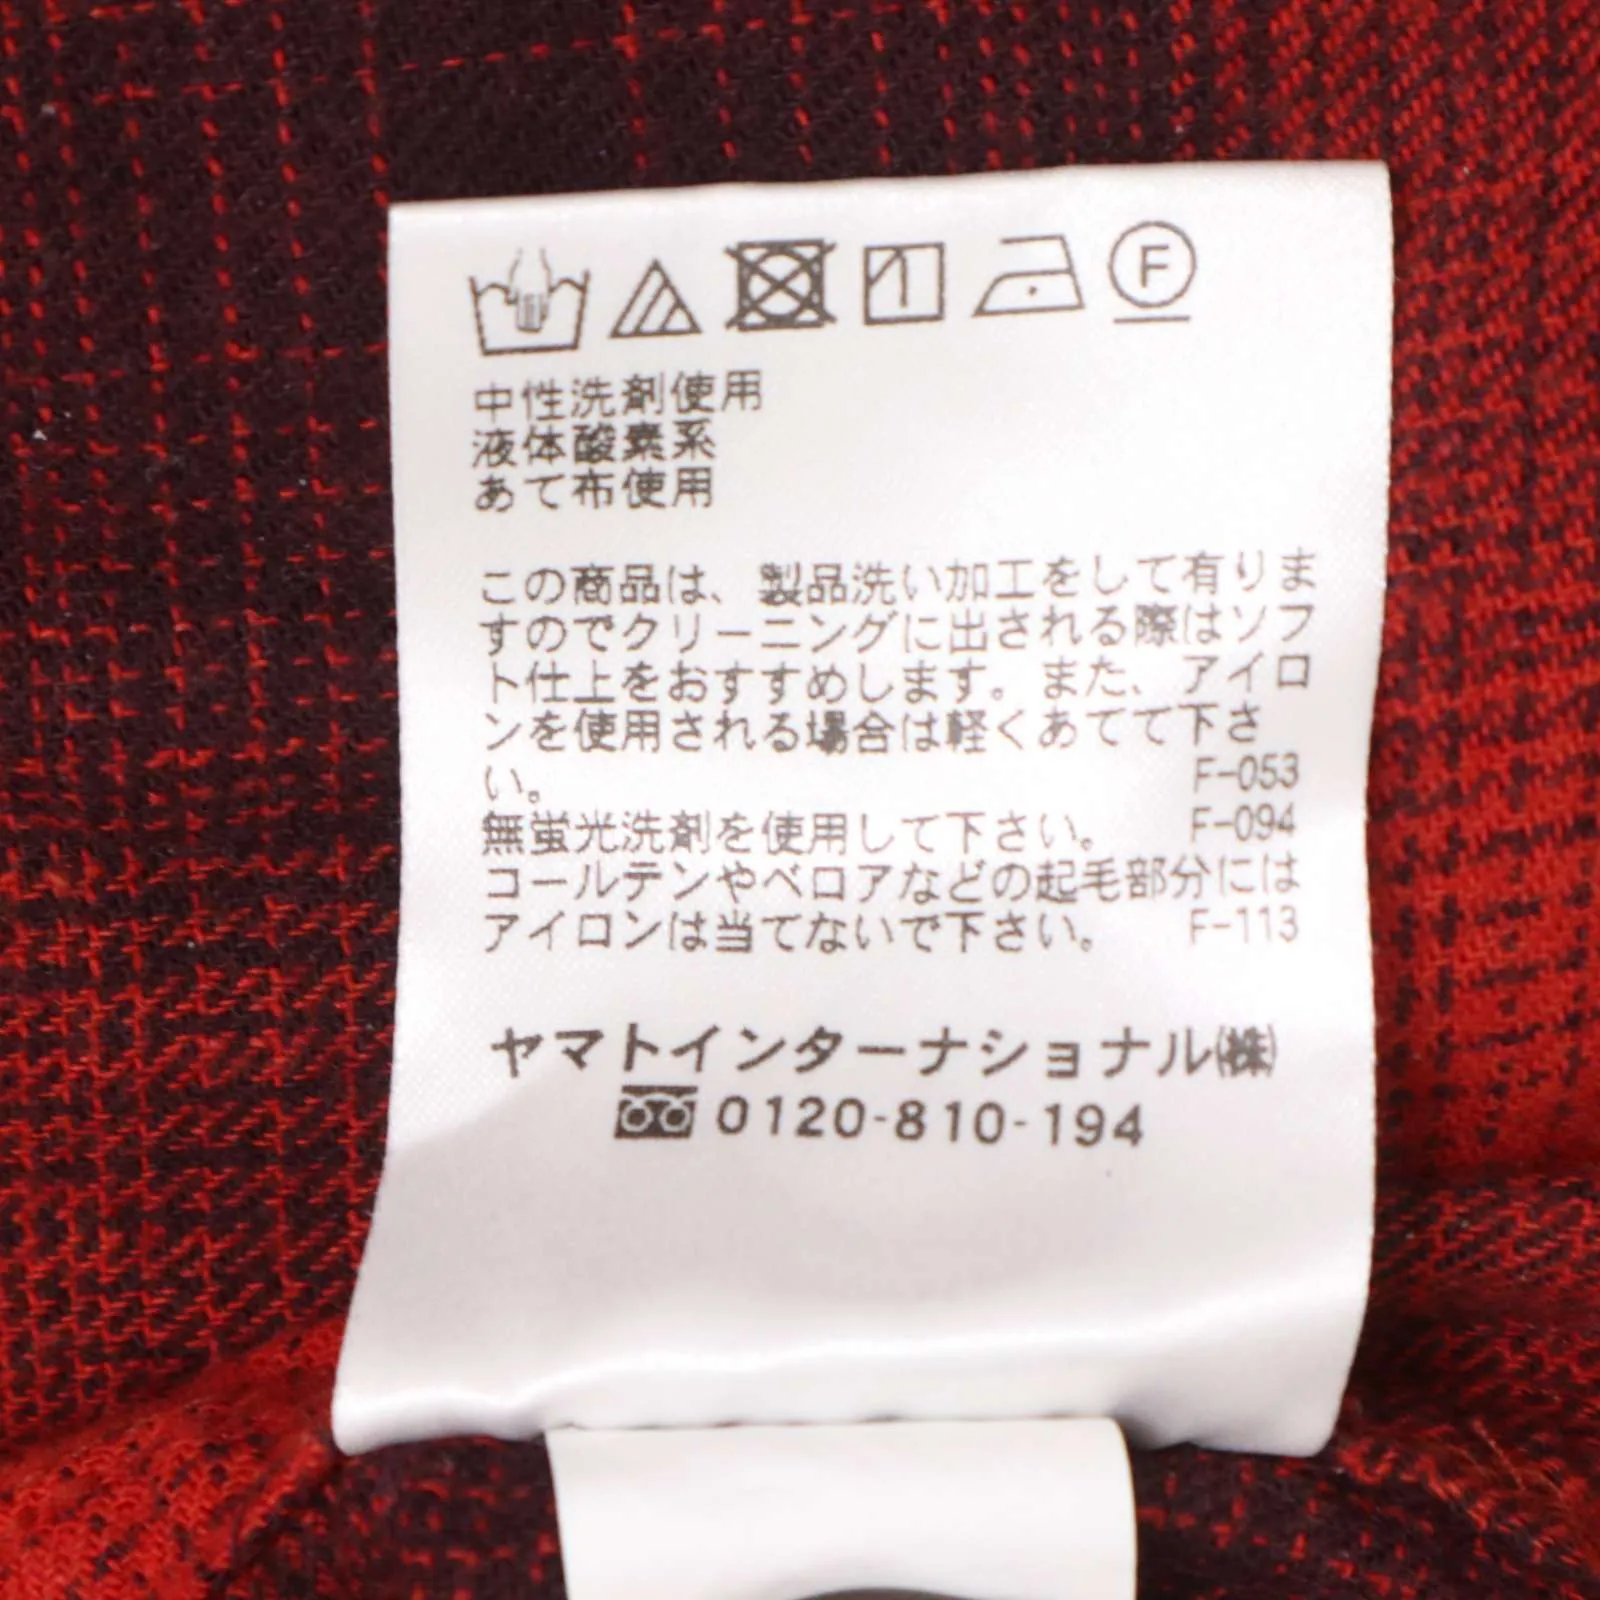 F
中性洗剤使用
液体酸素系
あて布使用
この商品は、製品洗い加工をして有りま
すのでクリーニングに出される際はソフ
ト仕上をおすすめします。また、アイロ
ンを使用される場合は軽くあてて下さ
い。 F-053
無蛍光洗剤を使用して下さい。 F-094
コールテンやベロアなどの起毛部分には
アイロンは当てないで下さい。 F-113
ヤマトインターナショナル㈱
0120-810-194